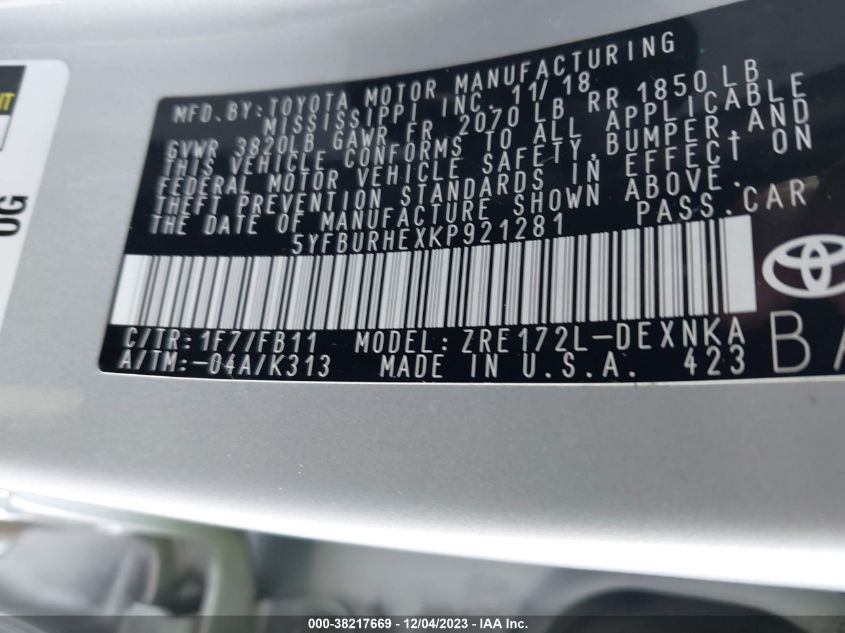 MFD. BY: TOYOTA MOTOR MANUFACTURING
MISSISSIPPI INC. 11/18
GVWR 3820LB GAWR FR 2070 LB RR 1850LB
THIS VEHICLE CONFORMS TO ALL APPLICABLE
FEDERAL MOTOR VEHICLE SAFETY, BUMPER, AND
THEFT PREVENTION STANDARDS IN EFFECT ON
THE DATE OF MANUFACTURE SHOWN ABOVE.
5YFBURHEXKP921281 PASS. CAR
C/TR: 1F7/FB11 MODEL: ZRE172L-DEXNKA
A/TM: -04A/K313 MADE IN U.S.A. 423
OG
000-38217669 - 12/04/2023 - IAA Inc.